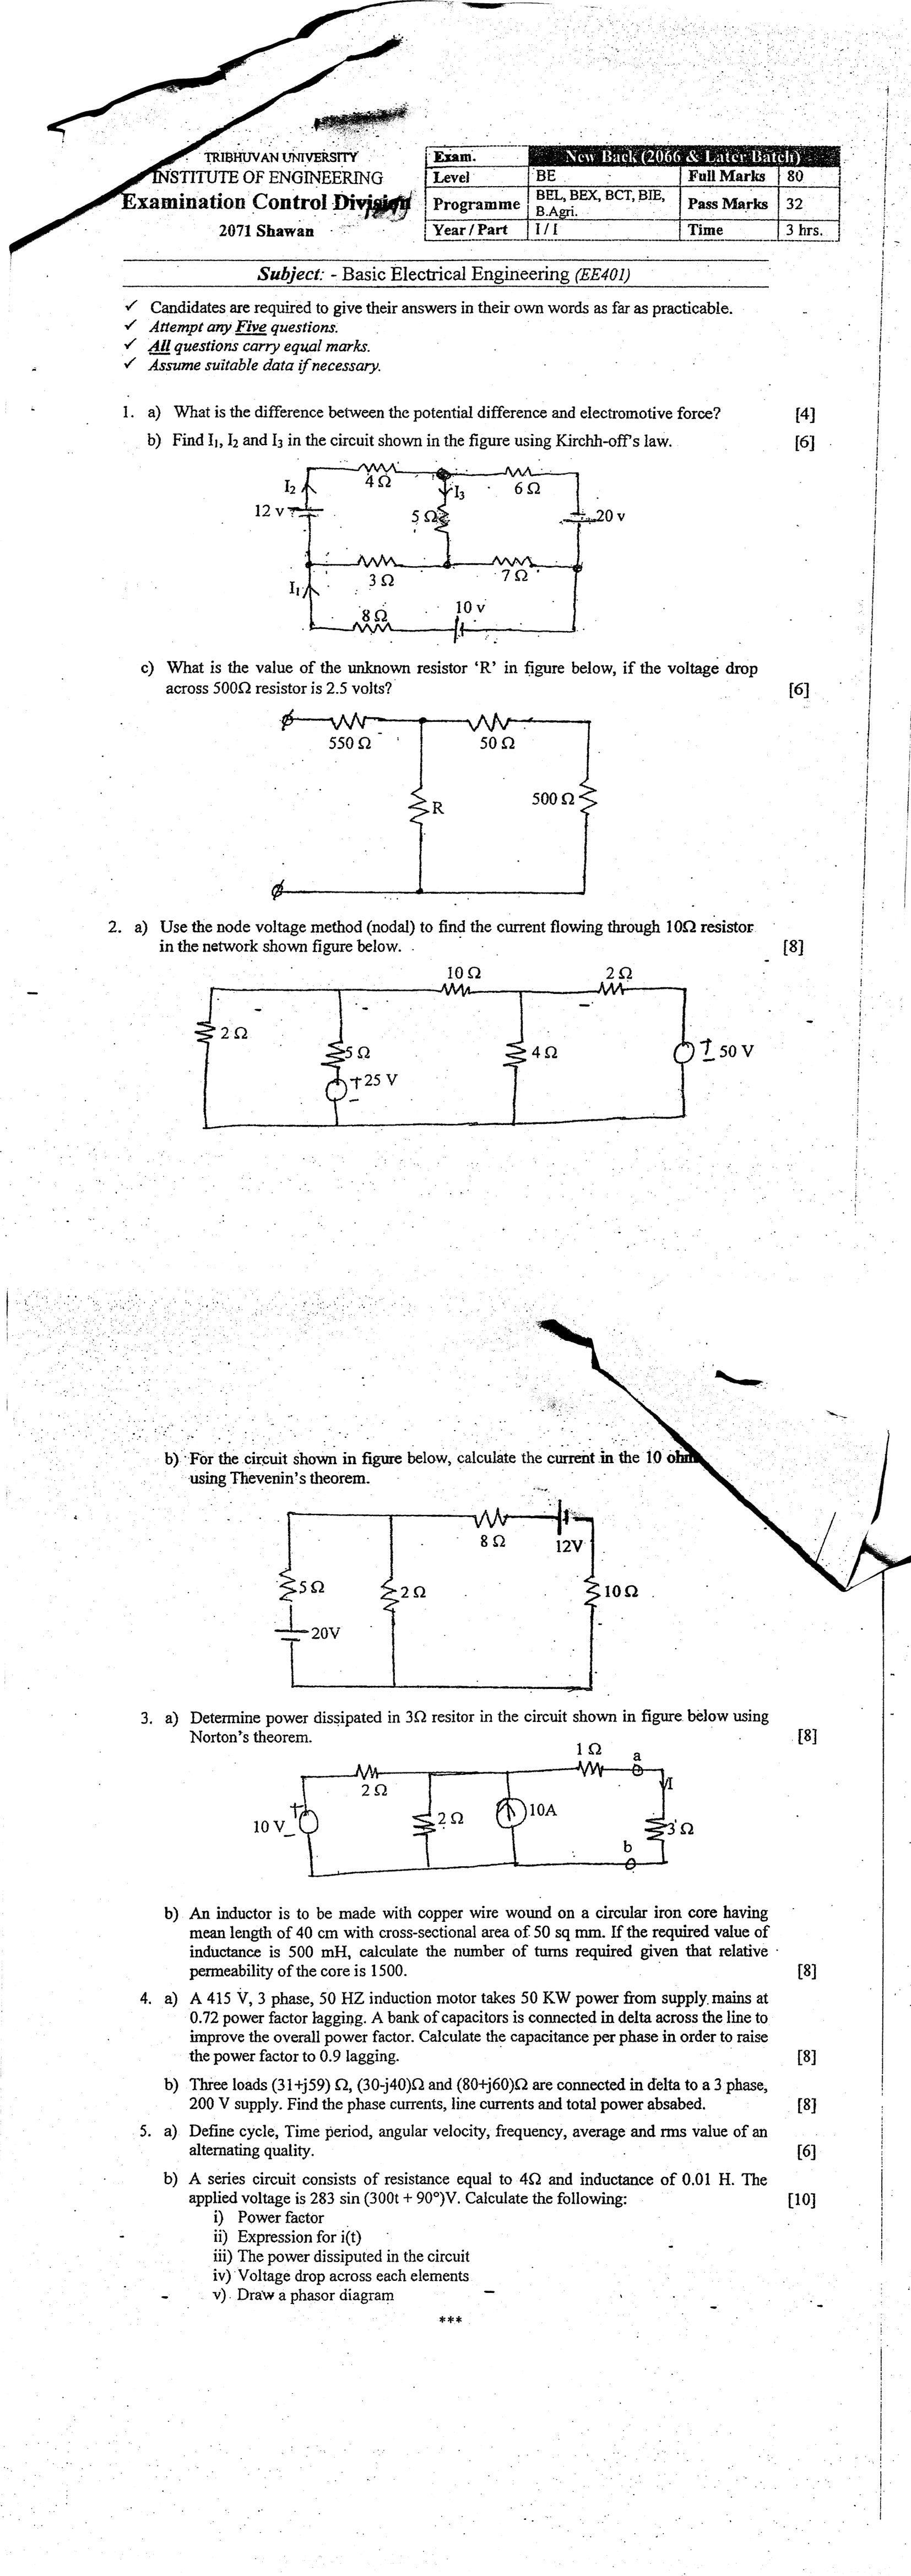 TRIBHUVAN UNIVERSITY
INSTITUTE OF ENGINEERING
Examination Control Division
2071 Shawan
Exam. New Back (2066 & Later Batch)
Level BE Full Marks 80
Programme BEL, BEX, BCT, BIE, B.Agri. Pass Marks 32
Year / Part I / I Time 3 hrs.
Subject: - Basic Electrical Engineering (EE401)
✓ Candidates are required to give their answers in their own words as far as practicable.
✓ Attempt any Five questions.
✓ All questions carry equal marks.
✓ Assume suitable data if necessary.
1. a) What is the difference between the potential difference and electromotive force? [4]
b) Find I₁, I₂ and I₃ in the circuit shown in the figure using Kirchh-off's law. [6]
4 Ω
6 Ω
I₂
I₃
12 v
5 Ω
20 v
3 Ω
7 Ω
I₁
8 Ω
10 v
c) What is the value of the unknown resistor ‘R’ in figure below, if the voltage drop
across 500Ω resistor is 2.5 volts? [6]
550 Ω
50 Ω
R
500 Ω
2. a) Use the node voltage method (nodal) to find the current flowing through 10Ω resistor
in the network shown figure below. [8]
10 Ω
2 Ω
2 Ω
5 Ω
4 Ω
+ 25 V -
+ - 50 V
b) For the circuit shown in figure below, calculate the current in the 10 ohm
using Thevenin's theorem.
8 Ω
12V
5 Ω
2 Ω
10 Ω
20V
3. a) Determine power dissipated in 3Ω resitor in the circuit shown in figure below using
Norton's theorem. [8]
1 Ω
a
2 Ω
I
10 V + -
2 Ω
10A
3 Ω
b
b) An inductor is to be made with copper wire wound on a circular iron core having
mean length of 40 cm with cross-sectional area of 50 sq mm. If the required value of
inductance is 500 mH, calculate the number of turns required given that relative
permeability of the core is 1500. [8]
4. a) A 415 V, 3 phase, 50 HZ induction motor takes 50 KW power from supply mains at
0.72 power factor lagging. A bank of capacitors is connected in delta across the line to
improve the overall power factor. Calculate the capacitance per phase in order to raise
the power factor to 0.9 lagging. [8]
b) Three loads (31+j59) Ω, (30-j40)Ω and (80+j60)Ω are connected in delta to a 3 phase,
200 V supply. Find the phase currents, line currents and total power absabed. [8]
5. a) Define cycle, Time period, angular velocity, frequency, average and rms value of an
alternating quality. [6]
b) A series circuit consists of resistance equal to 4Ω and inductance of 0.01 H. The
applied voltage is 283 sin (300t + 90°)V. Calculate the following: [10]
i) Power factor
ii) Expression for i(t)
iii) The power dissiputed in the circuit
iv) Voltage drop across each elements
v) Draw a phasor diagram
***